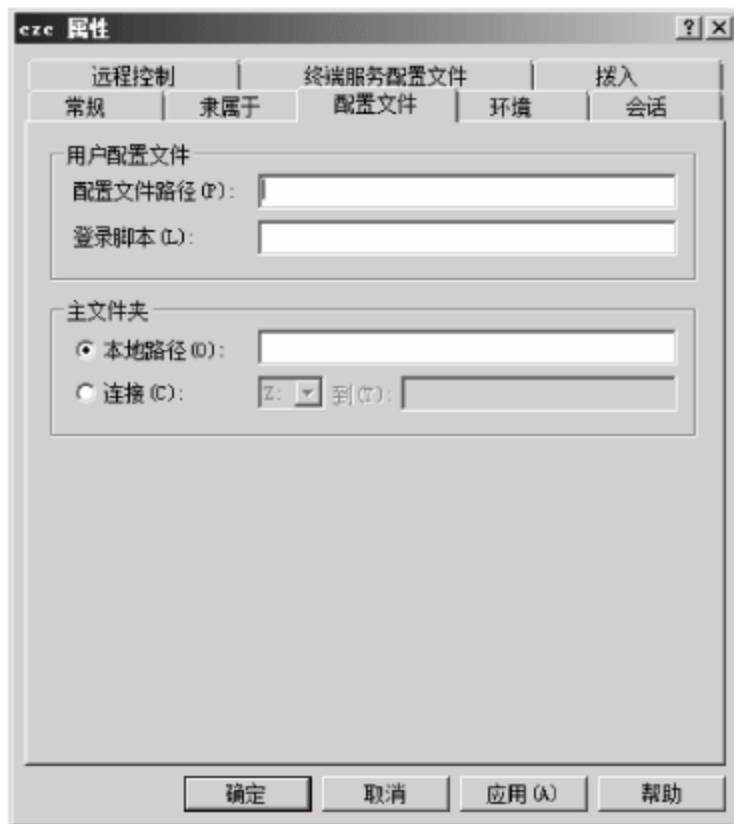 eze 属性
远程控制 终端服务配置文件 拨入
常规 隶属于 配置文件 环境 会话
用户配置文件
配置文件路径(P):
登录脚本(L):
主文件夹
本地路径(O):
连接(C): Z: 到(T):
确定 取消 应用(A) 帮助